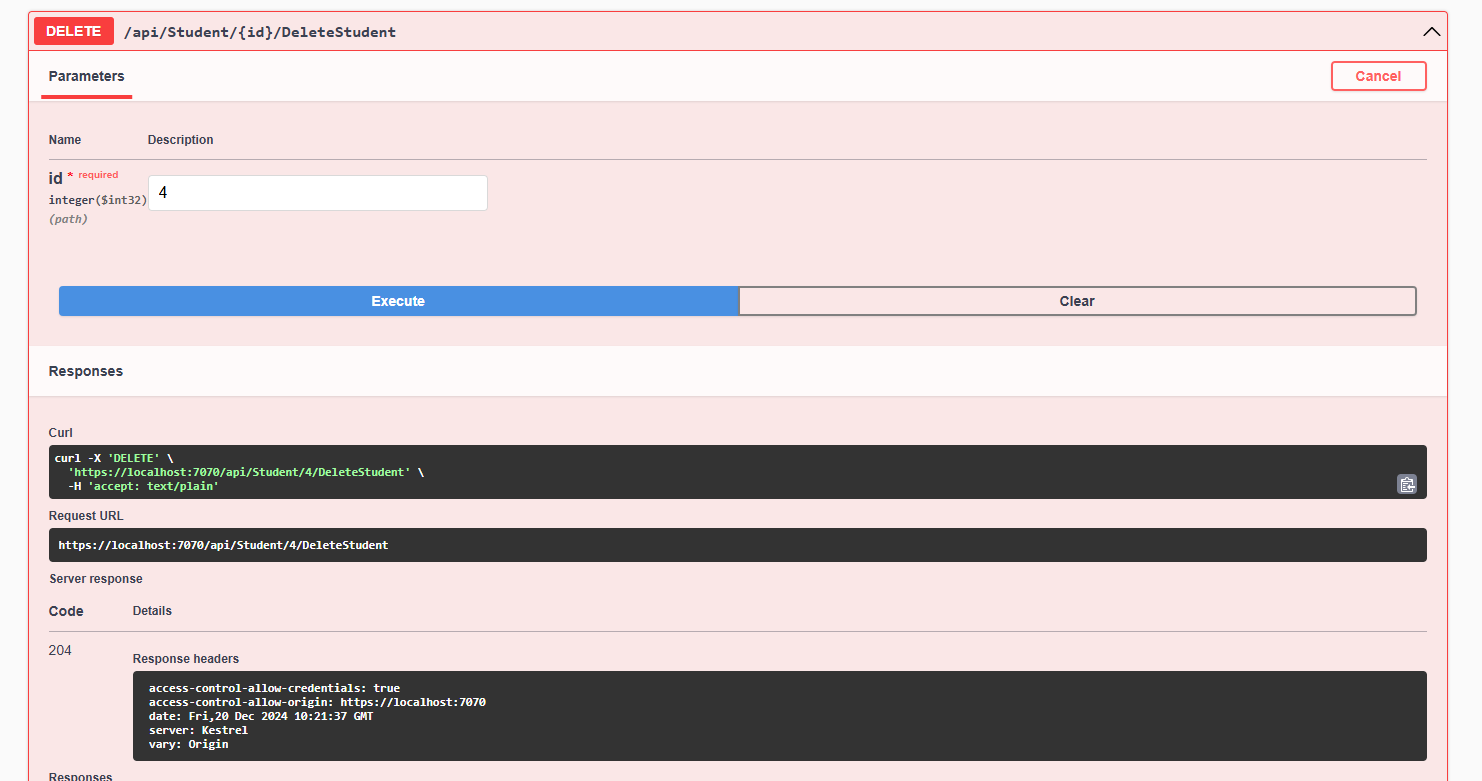 DELETE /api/Student/{id}/DeleteStudent
Parameters
Cancel
Name Description
id * required
integer($int32)
(path)
4
Execute
Clear
Responses
Curl
curl -X 'DELETE' \
'https://localhost:7070/api/Student/4/DeleteStudent' \
-H 'accept: text/plain'
Request URL
https://localhost:7070/api/Student/4/DeleteStudent
Server response
Code Details
204
Response headers
access-control-allow-credentials: true
access-control-allow-origin: https://localhost:7070
date: Fri,20 Dec 2024 10:21:37 GMT
server: Kestrel
vary: Origin
Responses